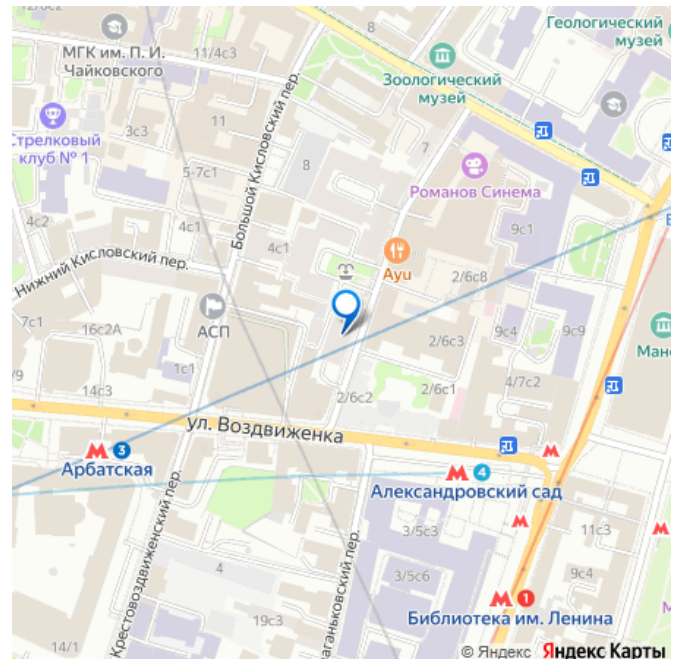 Геологический
музей
8
МГК им. П. И.
Чайковского
11/4с3
8
Зоологический
музей
11
3с3
7
Стрелковый
клуб № 1
5-7с1
8
Романов Синема
Большой Кисловский пер.
4с2
4с1
9с1
4с1
Ayu
Нижний Кисловский пер.
2/6с8
АСП
7с1
16с2А
2/6с3
9с4
9с9
Ман
1с1
/9
14с3
2/6с2
2/6с1
4/7с2
ул. Воздвиженка
3
Арбатская
4
Александровский сад
3/5с3
11с3
Крестовоздвиженский пер.
4
3/5с6
9с4
1
Библиотека им. Ленина
19с3
14/1
© Яндекс Яндекс Карты